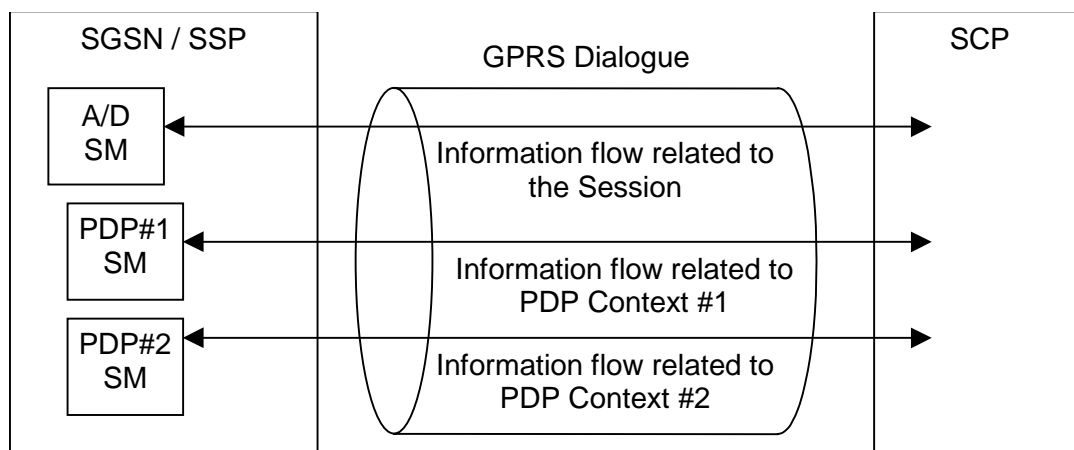 SGSN / SSP
SCP
GPRS Dialogue
A/D
SM
Information flow related to
the Session
PDP#1
SM
Information flow related to
PDP Context #1
PDP#2
SM
Information flow related to
PDP Context #2